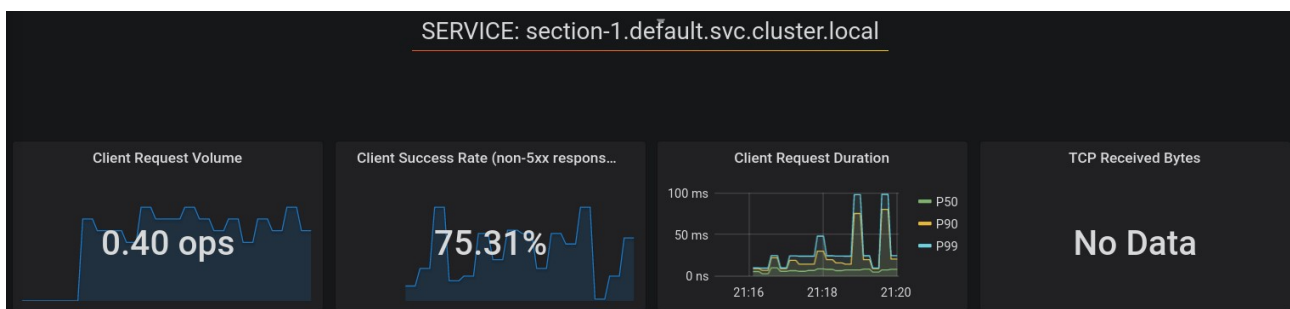 SERVICE: section-1.default.svc.cluster.local
Client Request Volume
0.40 ops
Client Success Rate (non-5xx respons...
75.31%
Client Request Duration
100 ms
50 ms
0 ns
21:16
21:18
21:20
P50
P90
P99
TCP Received Bytes
No Data